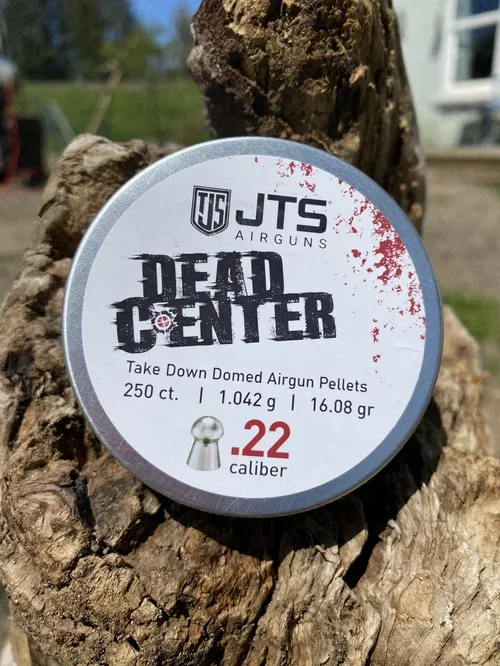 JTS
JTS
AIRGUNS
DEAD
CENTER
Take Down Domed Airgun Pellets
250 ct. | 1.042 g | 16.08 gr
.22
caliber